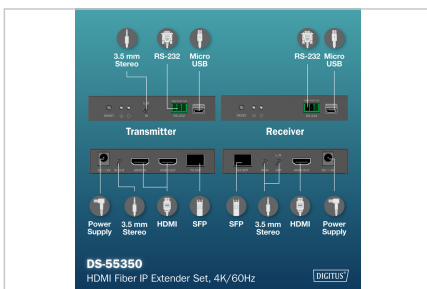 3.5 mm
Stereo
RS-232
Micro
USB
RS-232
Micro
USB
Transmitter
Receiver
Power
Supply
3.5 mm
Stereo
HDMI
SFP
SFP
3.5 mm
Stereo
HDMI
Power
Supply
DS-55350
HDMI Fiber IP Extender Set, 4K/60Hz
DIGITUS